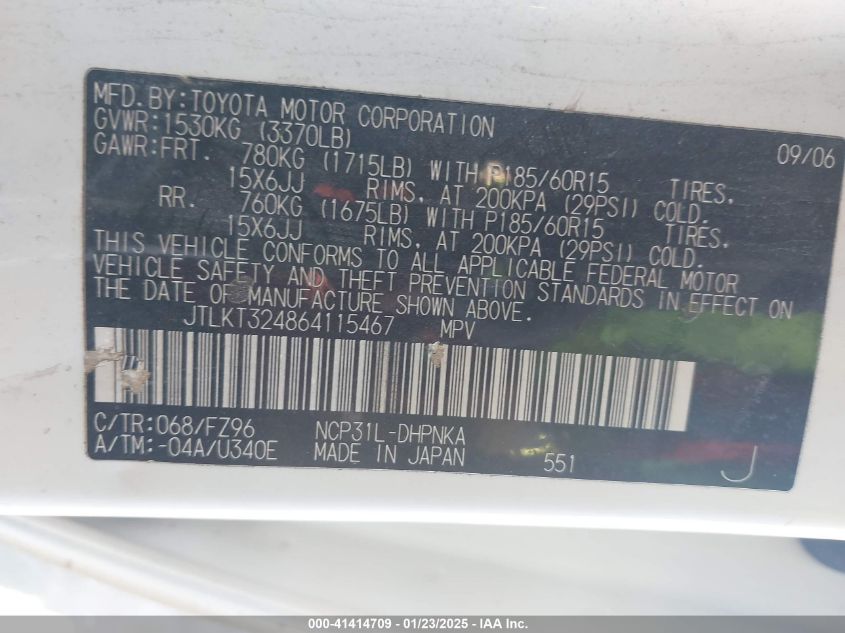 MFD. BY: TOYOTA MOTOR CORPORATION 09/06
GVWR: 1530KG (3370LB)
GAWR: FRT. 780KG (1715LB) WITH P185/60R15 TIRES,
15X6JJ RIMS, AT 200KPA (29PSI) COLD.
RR. 760KG (1675LB) WITH P185/60R15 TIRES,
15X6JJ RIMS, AT 200KPA (29PSI) COLD.
THIS VEHICLE CONFORMS TO ALL APPLICABLE FEDERAL MOTOR
VEHICLE SAFETY AND THEFT PREVENTION STANDARDS IN EFFECT ON
THE DATE OF MANUFACTURE SHOWN ABOVE.
JTLKT324864115467 MPV
C/TR: 068/FZ96 NCP31L-DHPNKA
A/TM: -04A/U340E MADE IN JAPAN 551 J
000-41414709 - 01/23/2025 - IAA Inc.